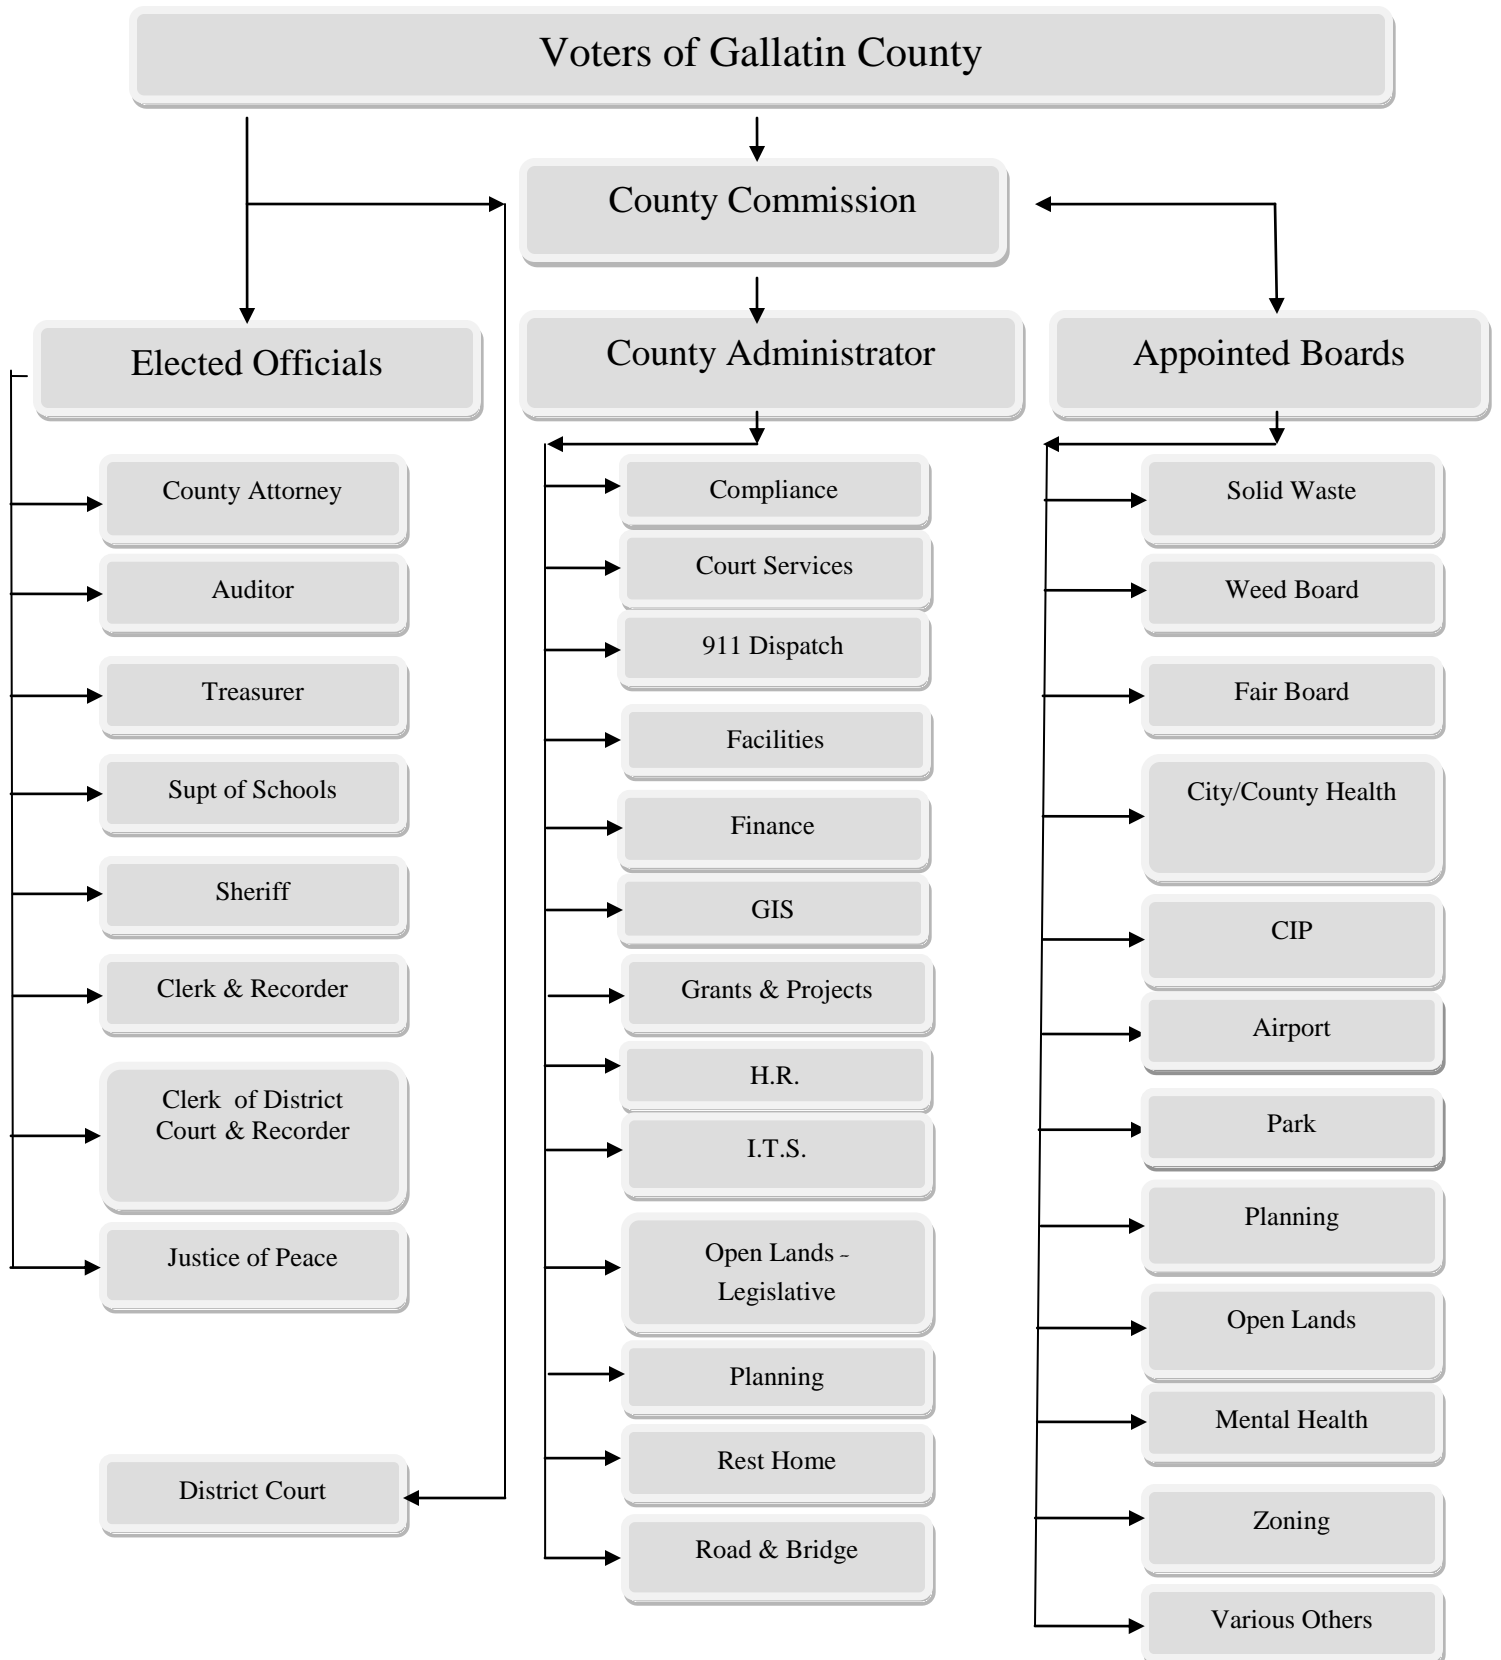 Voters of Gallatin County
County Commission
Elected Officials
County Administrator
Appointed Boards
County Attorney
Auditor
Treasurer
Supt of Schools
Sheriff
Clerk & Recorder
Clerk of District
Court & Recorder
Justice of Peace
District Court
Compliance
Court Services
911 Dispatch
Facilities
Finance
GIS
Grants & Projects
H.R.
I.T.S.
Open Lands -
Legislative
Planning
Rest Home
Road & Bridge
Solid Waste
Weed Board
Fair Board
City/County Health
CIP
Airport
Park
Planning
Open Lands
Mental Health
Zoning
Various Others